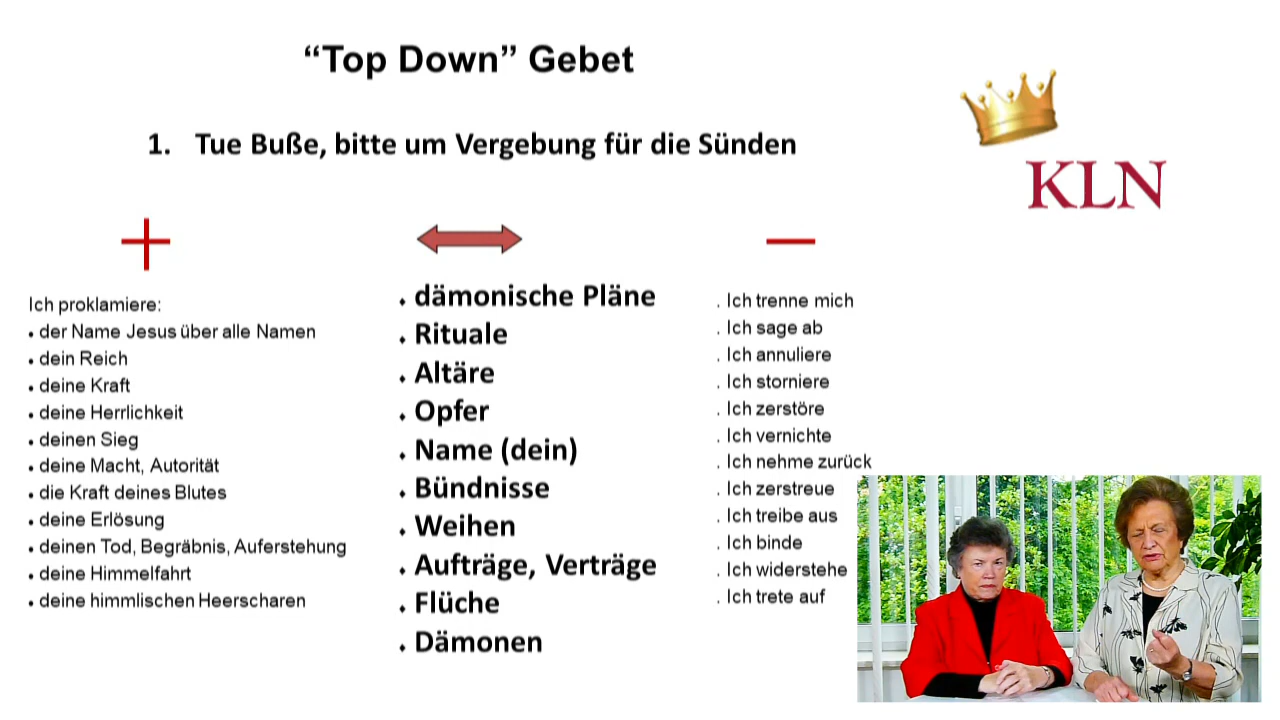 “Top Down” Gebet
KLN
1. Tue Buße, bitte um Vergebung für die Sünden
Ich proklamiere:
• der Name Jesus über alle Namen
• dein Reich
• deine Kraft
• deine Herrlichkeit
• deinen Sieg
• deine Macht, Autorität
• die Kraft deines Blutes
• deine Erlösung
• deinen Tod, Begräbnis, Auferstehung
• deine Himmelfahrt
• deine himmlischen Heerscharen
• dämonische Pläne
• Rituale
• Altäre
• Opfer
• Name (dein)
• Bündnisse
• Weihen
• Aufträge, Verträge
• Flüche
• Dämonen
. Ich trenne mich
. Ich sage ab
. Ich annuliere
. Ich storniere
. Ich zerstöre
. Ich vernichte
. Ich nehme zurück
. Ich zerstreue
. Ich treibe aus
. Ich binde
. Ich widerstehe
. Ich trete auf